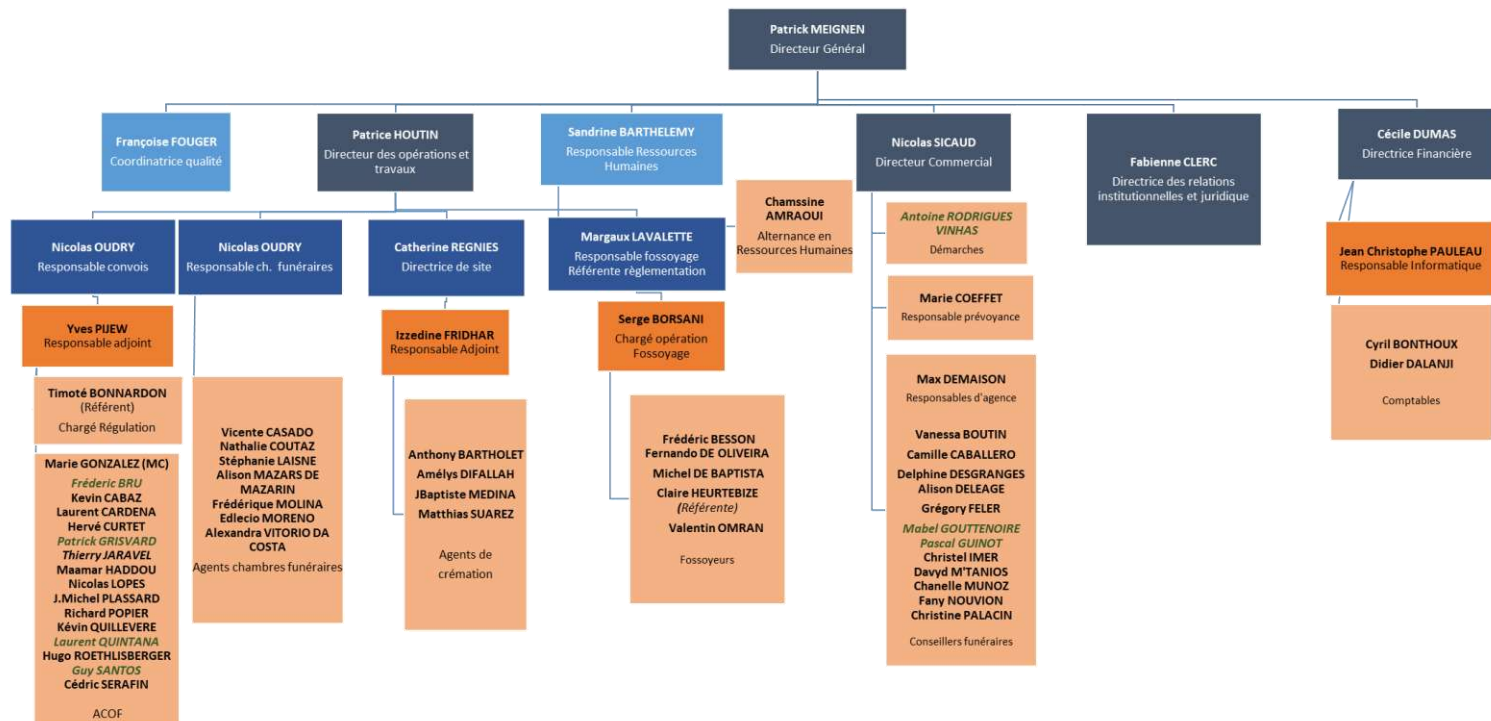 Patrick MEIGNEN
Directeur Général
Françoise FOUGER
Coordinatrice qualité
Patrice HOUTIN
Directeur des opérations et
travaux
Sandrine BARTHELEMY
Responsable Ressources
Humaines
Nicolas SICAUD
Directeur Commercial
Fabienne CLERC
Directrice des relations
institutionnelles et juridique
Cécile DUMAS
Directrice Financière
Chamssine
AMRAOUI
Alternance en
Ressources Humaines
Nicolas OUDRY
Responsable convois
Nicolas OUDRY
Responsable ch. funéraires
Catherine REGNIES
Directrice de site
Margaux LAVALETTE
Responsable fossoyage
Référente règlementation
Antoine RODRIGUES
VINHAS
Démarches
Jean Christophe PAULEAU
Responsable Informatique
Yves PIJEW
Responsable adjoint
Izzedine FRIDHAR
Responsable Adjoint
Serge BORSANI
Chargé opération
Fossoyage
Marie COEFFET
Responsable prévoyance
Cyril BONTHOUX
Didier DALANJI
Comptables
Timoté BONNARDON
(Référent)
Chargé Régulation
Marie GONZALEZ (MC)
Fréderic BRU
Kevin CABAZ
Laurent CARDENA
Hervé CURTET
Patrick GRISVARD
Thierry JARAVEL
Maamar HADDOU
Nicolas LOPES
J.Michel PLASSARD
Richard POPIER
Kévin QUILLEVERE
Laurent QUINTANA
Hugo ROETHLISBERGER
Guy SANTOS
Cédric SERAFIN
ACOF
Vicente CASADO
Nathalie COUTAZ
Stéphanie LAISNE
Alison MAZARS DE
MAZARIN
Frédérique MOLINA
Edlecio MORENO
Alexandra VITORIO DA
COSTA
Agents chambres funéraires
Anthony BARTHOLET
Amélys DIFALLAH
JBaptiste MEDINA
Matthias SUAREZ
Agents de
crémation
Frédéric BESSON
Fernando DE OLIVEIRA
Michel DE BAPTISTA
Claire HEURTEBIZE
(Référente)
Valentin OMRAN
Fossoyeurs
Max DEMAISON
Responsables d'agence
Vanessa BOUTIN
Camille CABALLERO
Delphine DESGRANGES
Alison DELEAGE
Grégory FELER
Mabel GOUTTENOIRE
Pascal GUINOT
Christel IMER
Davyd M'TANIOS
Chanelle MUNOZ
Fany NOUVION
Christine PALACIN
Conseillers funéraires